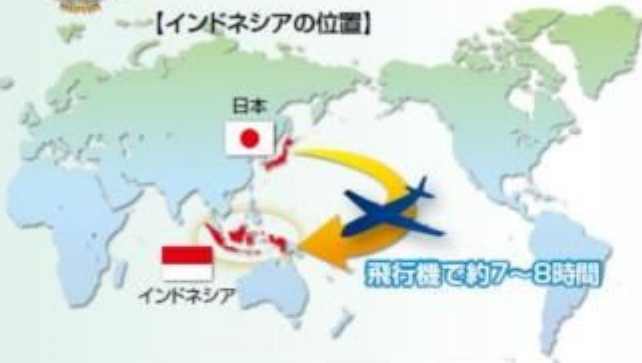 【インドネシアの位置】
日本
インドネシア
飛行機で約7〜8時間